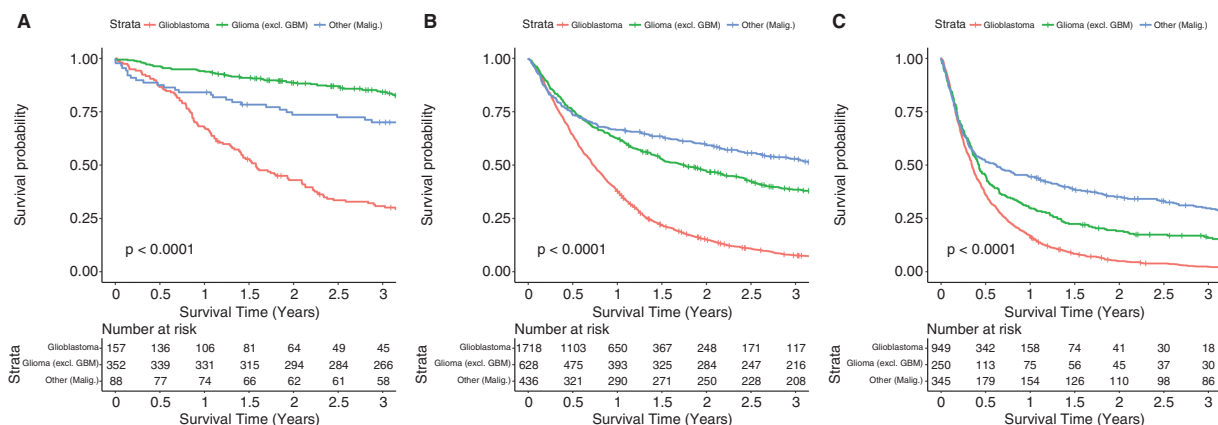 A
Strata Glioblastoma Glioma (excl. GBM) Other (Malig.)
Survival probability
1.00
0.75
0.50
0.25
0.00
p < 0.0001
0 0.5 1 1.5 2 2.5 3
Survival Time (Years)
Number at risk
Strata
Glioblastoma 157 136 106 81 64 49 45
Glioma (excl. GBM) 352 339 331 315 294 284 266
Other (Malig.) 88 77 74 66 62 61 58
0 0.5 1 1.5 2 2.5 3
Survival Time (Years)
B
Strata Glioblastoma Glioma (excl. GBM) Other (Malig.)
Survival probability
1.00
0.75
0.50
0.25
0.00
p < 0.0001
0 0.5 1 1.5 2 2.5 3
Survival Time (Years)
Number at risk
Strata
Glioblastoma 1718 1103 650 367 248 171 117
Glioma (excl. GBM) 628 475 393 325 284 247 216
Other (Malig.) 436 321 290 271 250 228 208
0 0.5 1 1.5 2 2.5 3
Survival Time (Years)
C
Strata Glioblastoma Glioma (excl. GBM) Other (Malig.)
Survival probability
1.00
0.75
0.50
0.25
0.00
p < 0.0001
0 0.5 1 1.5 2 2.5 3
Survival Time (Years)
Number at risk
Strata
Glioblastoma 949 342 158 74 41 30 18
Glioma (excl. GBM) 250 113 75 56 45 37 30
Other (Malig.) 345 179 154 126 110 98 86
0 0.5 1 1.5 2 2.5 3
Survival Time (Years)